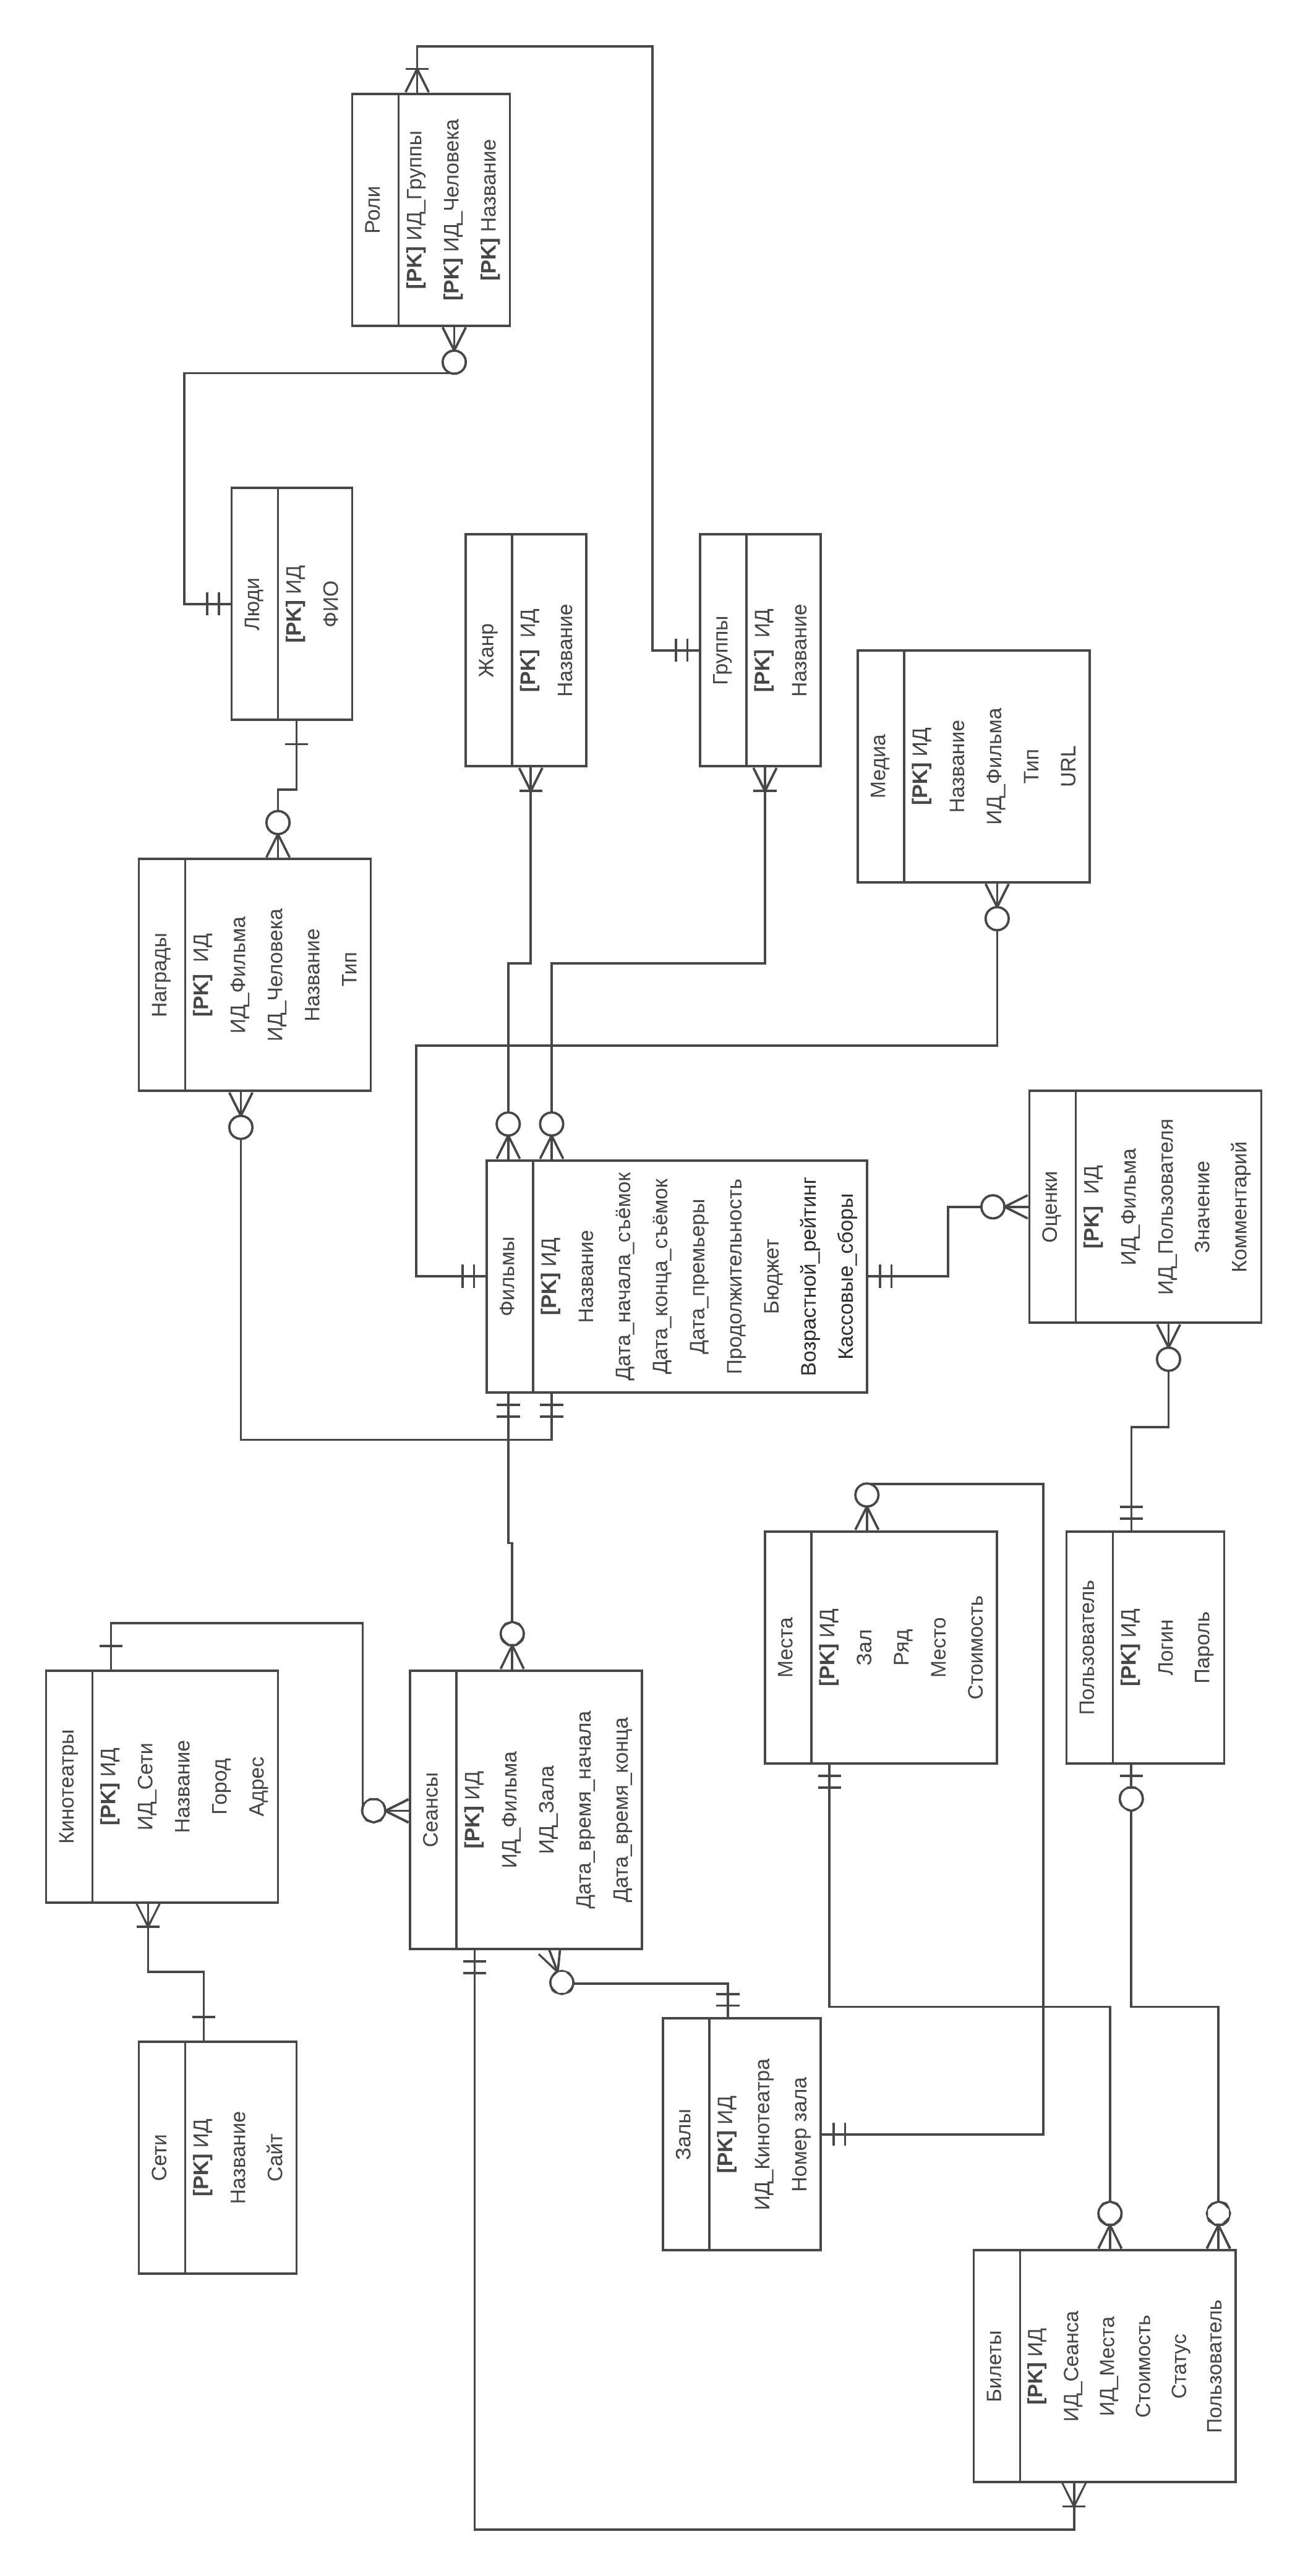 Роли
[PK] ИД_Группы
[PK] ИД_Человека
[PK] Название
Люди
[PK] ИД
ФИО
Жанр
[PK] ИД
Название
Группы
[PK] ИД
Название
Медиа
[PK] ИД
Название
ИД_Фильма
Тип
URL
Награды
[PK] ИД
ИД_Фильма
ИД_Человека
Название
Тип
Фильмы
[PK] ИД
Название
Дата_начала_съёмок
Дата_конца_съёмок
Дата_премьеры
Продолжительность
Бюджет
Возрастной_рейтинг
Кассовые_сборы
Оценки
[PK] ИД
ИД_Фильма
ИД_Пользователя
Значение
Комментарий
Кинотеатры
[PK] ИД
ИД_Сети
Название
Город
Адрес
Сеансы
[PK] ИД
ИД_Фильма
ИД_Зала
Дата_время_начала
Дата_время_конца
Места
[PK] ИД
Зал
Ряд
Место
Стоимость
Пользователь
[PK] ИД
Логин
Пароль
Сети
[PK] ИД
Название
Сайт
Залы
[PK] ИД
ИД_Кинотеатра
Номер зала
Билеты
[PK] ИД
ИД_Сеанса
ИД_Места
Стоимость
Статус
Пользователь